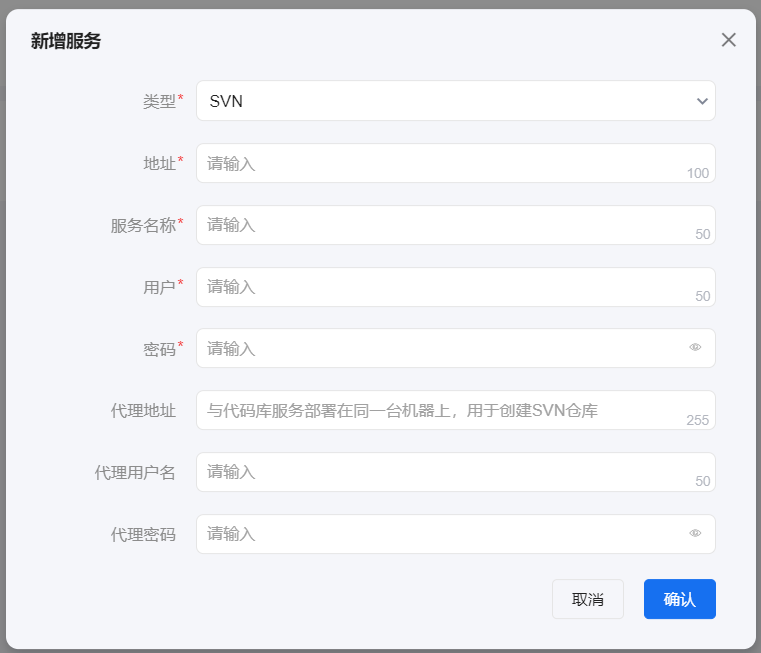 新增服务
类型* SVN
地址* 请输入 100
服务名称* 请输入 50
用户* 请输入 50
密码* 请输入
代理地址 与代码库服务部署在同一台机器上，用于创建SVN仓库 255
代理用户名 请输入 50
代理密码 请输入
取消 确认